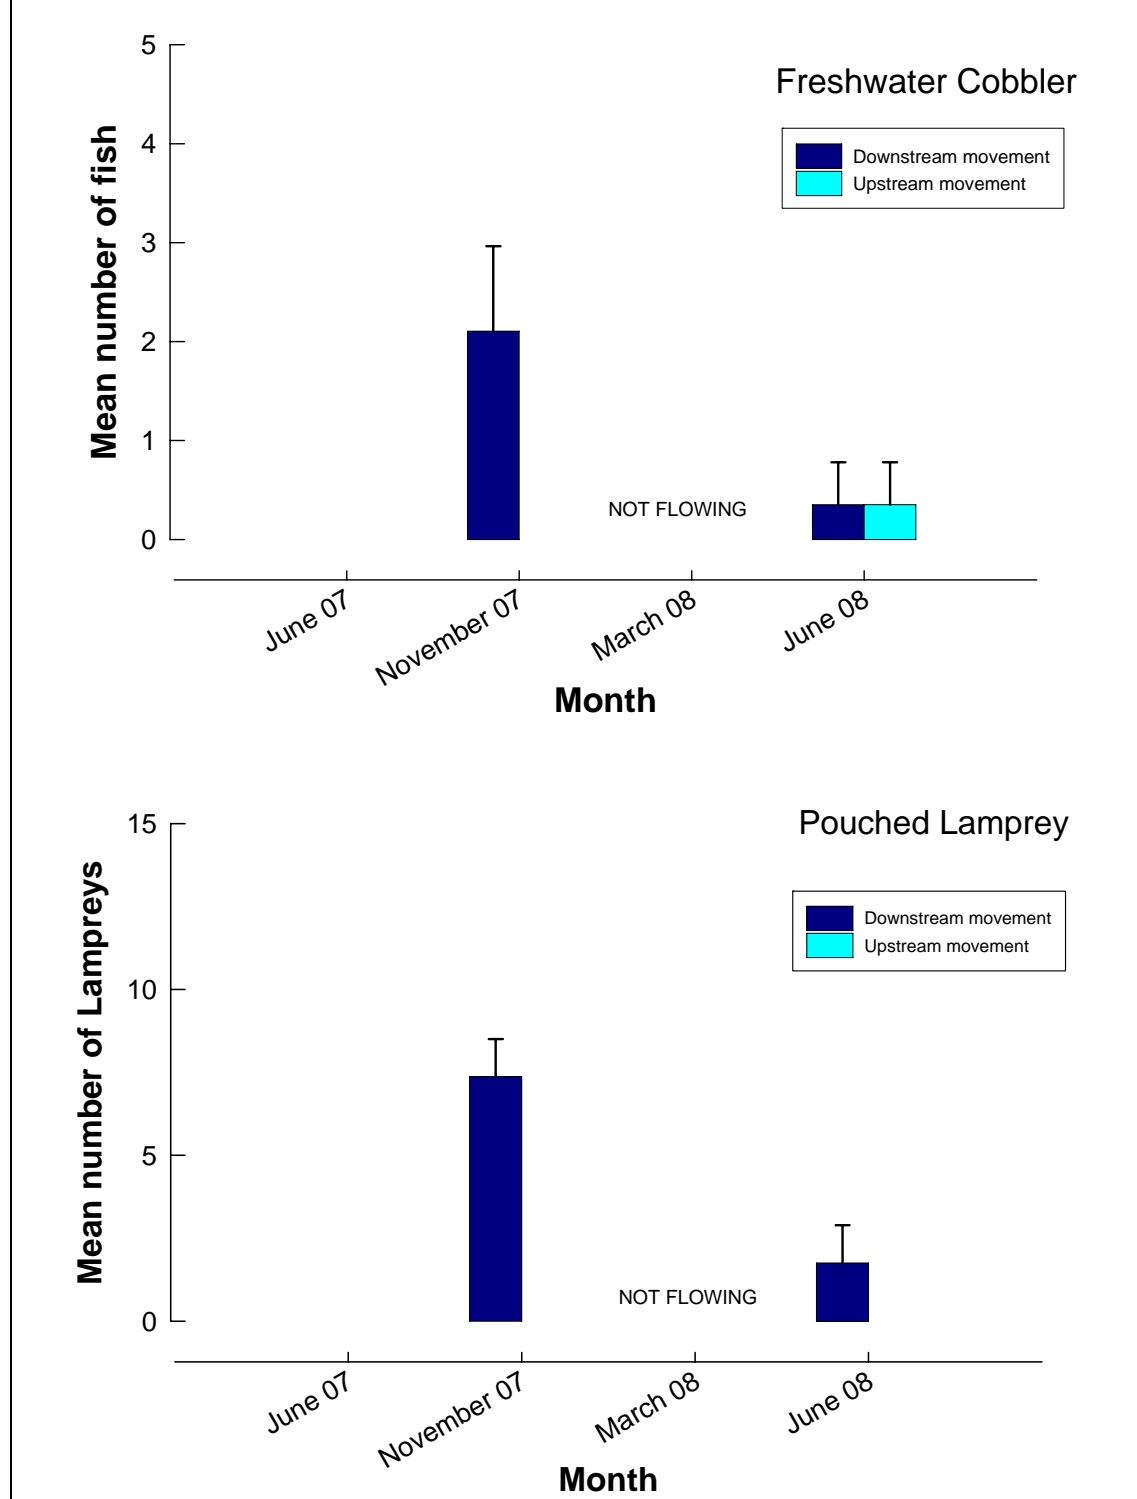 Freshwater Cobbler
Downstream movement
Upstream movement
Mean number of fish
5
4
3
2
1
0
NOT FLOWING
June 07
November 07
March 08
June 08
Month
Pouched Lamprey
Downstream movement
Upstream movement
Mean number of Lampreys
15
10
5
0
NOT FLOWING
June 07
November 07
March 08
June 08
Month